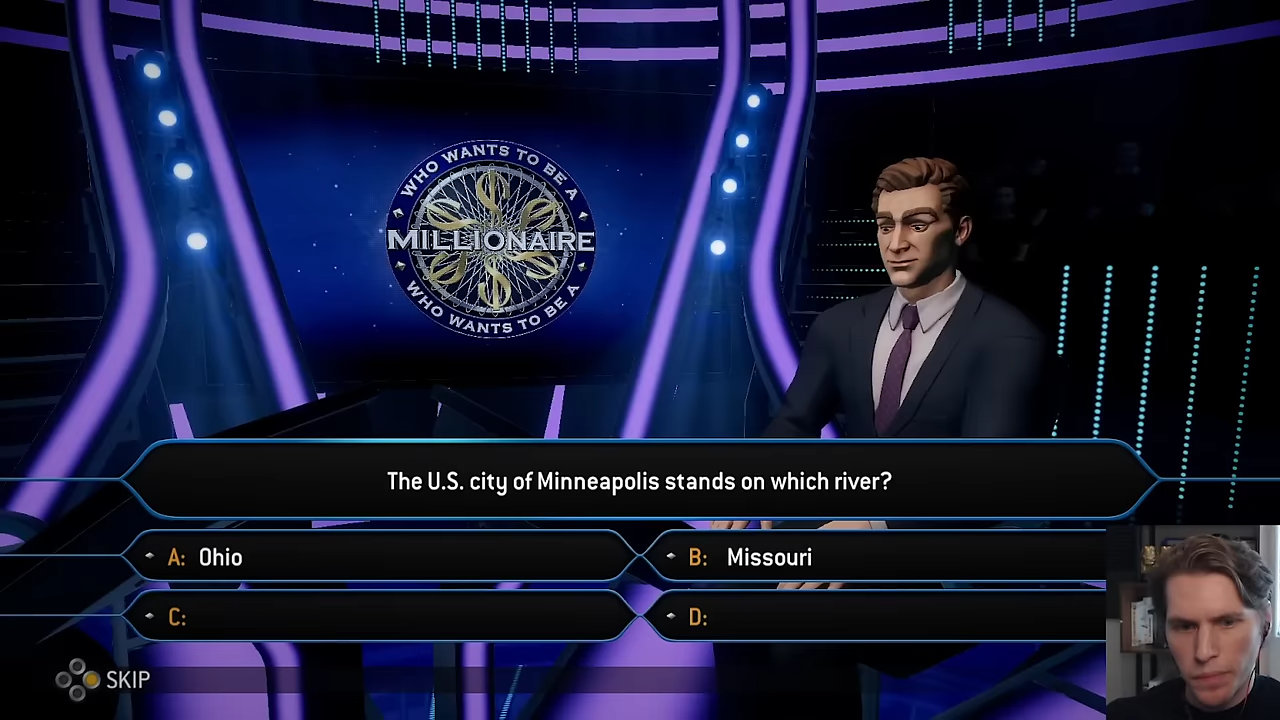 WHO WANTS TO BE A
MILLIONAIRE
WHO WANTS TO BE A
The U.S. city of Minneapolis stands on which river?
A: Ohio
B: Missouri
C:
D:
SKIP